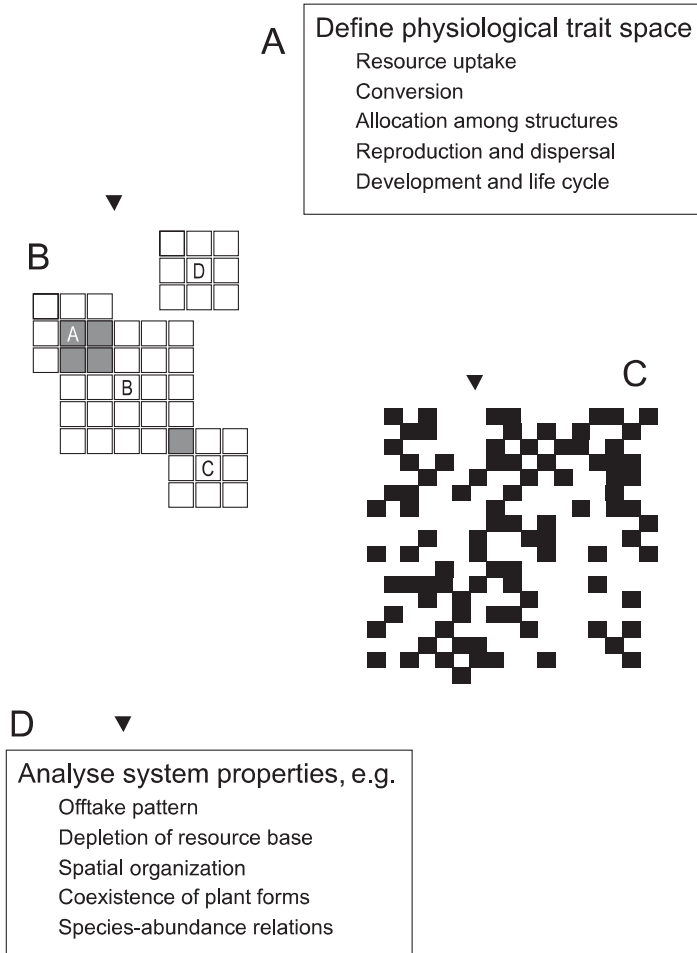 A
Define physiological trait space
Resource uptake
Conversion
Allocation among structures
Reproduction and dispersal
Development and life cycle
B
D
A
B
C
C
D
Analyse system properties, e.g.
Offtake pattern
Depletion of resource base
Spatial organization
Coexistence of plant forms
Species-abundance relations